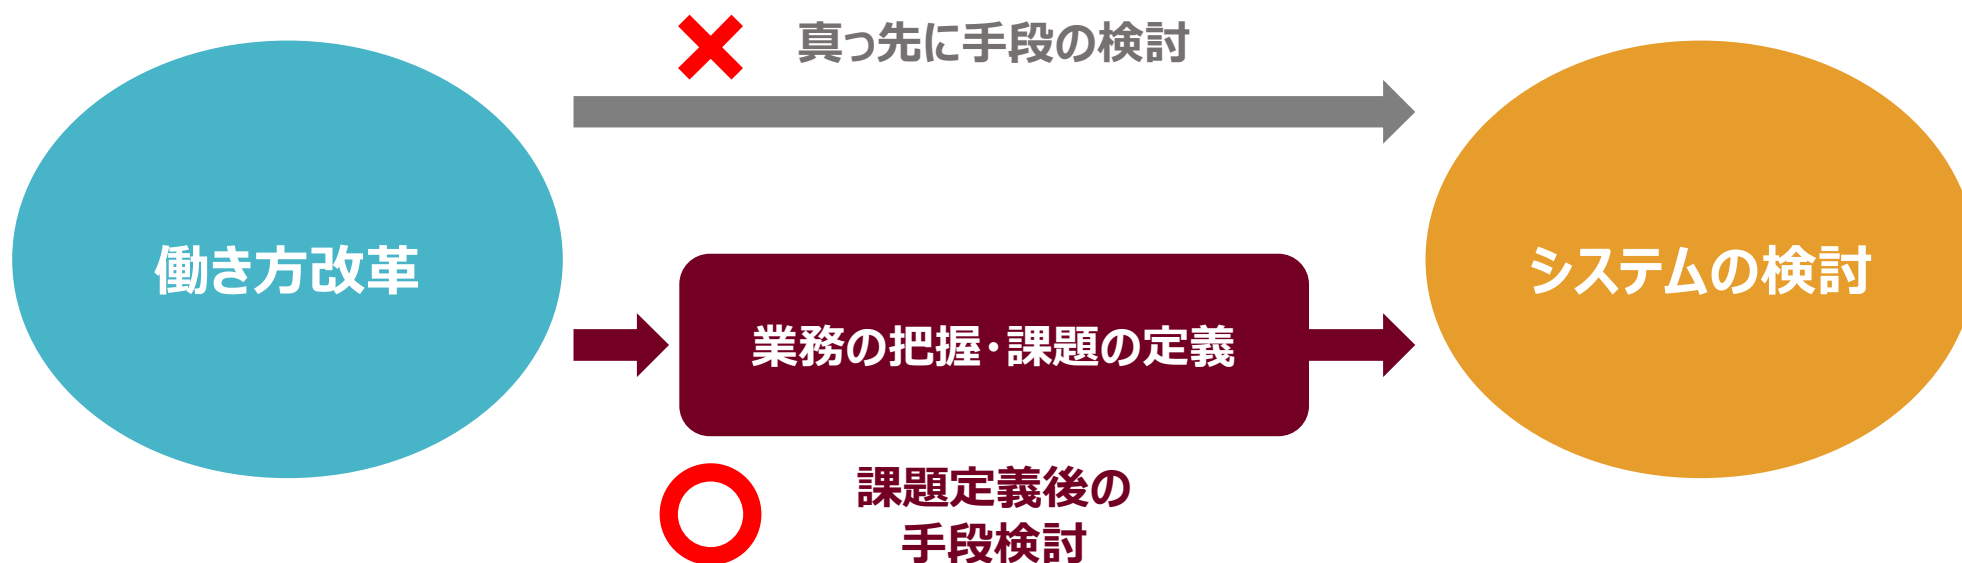 真っ先に手段の検討
働き方改革
システムの検討
業務の把握・課題の定義
課題定義後の
手段検討